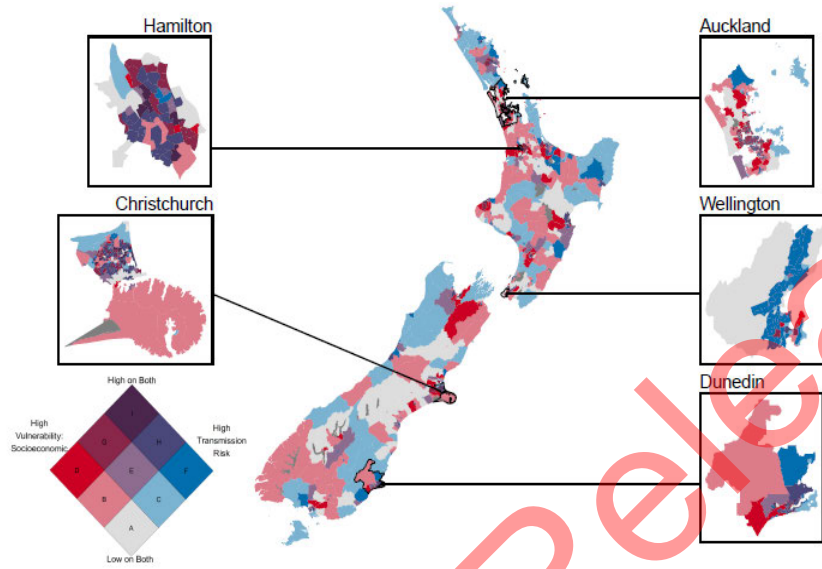 Hamilton
Auckland
Christchurch
Wellington
Dunedin
High on Both
High
Vulnerability:
Socioeconomic
High
Transmission
Risk
I
G
H
D
E
F
B
C
A
Low on Both